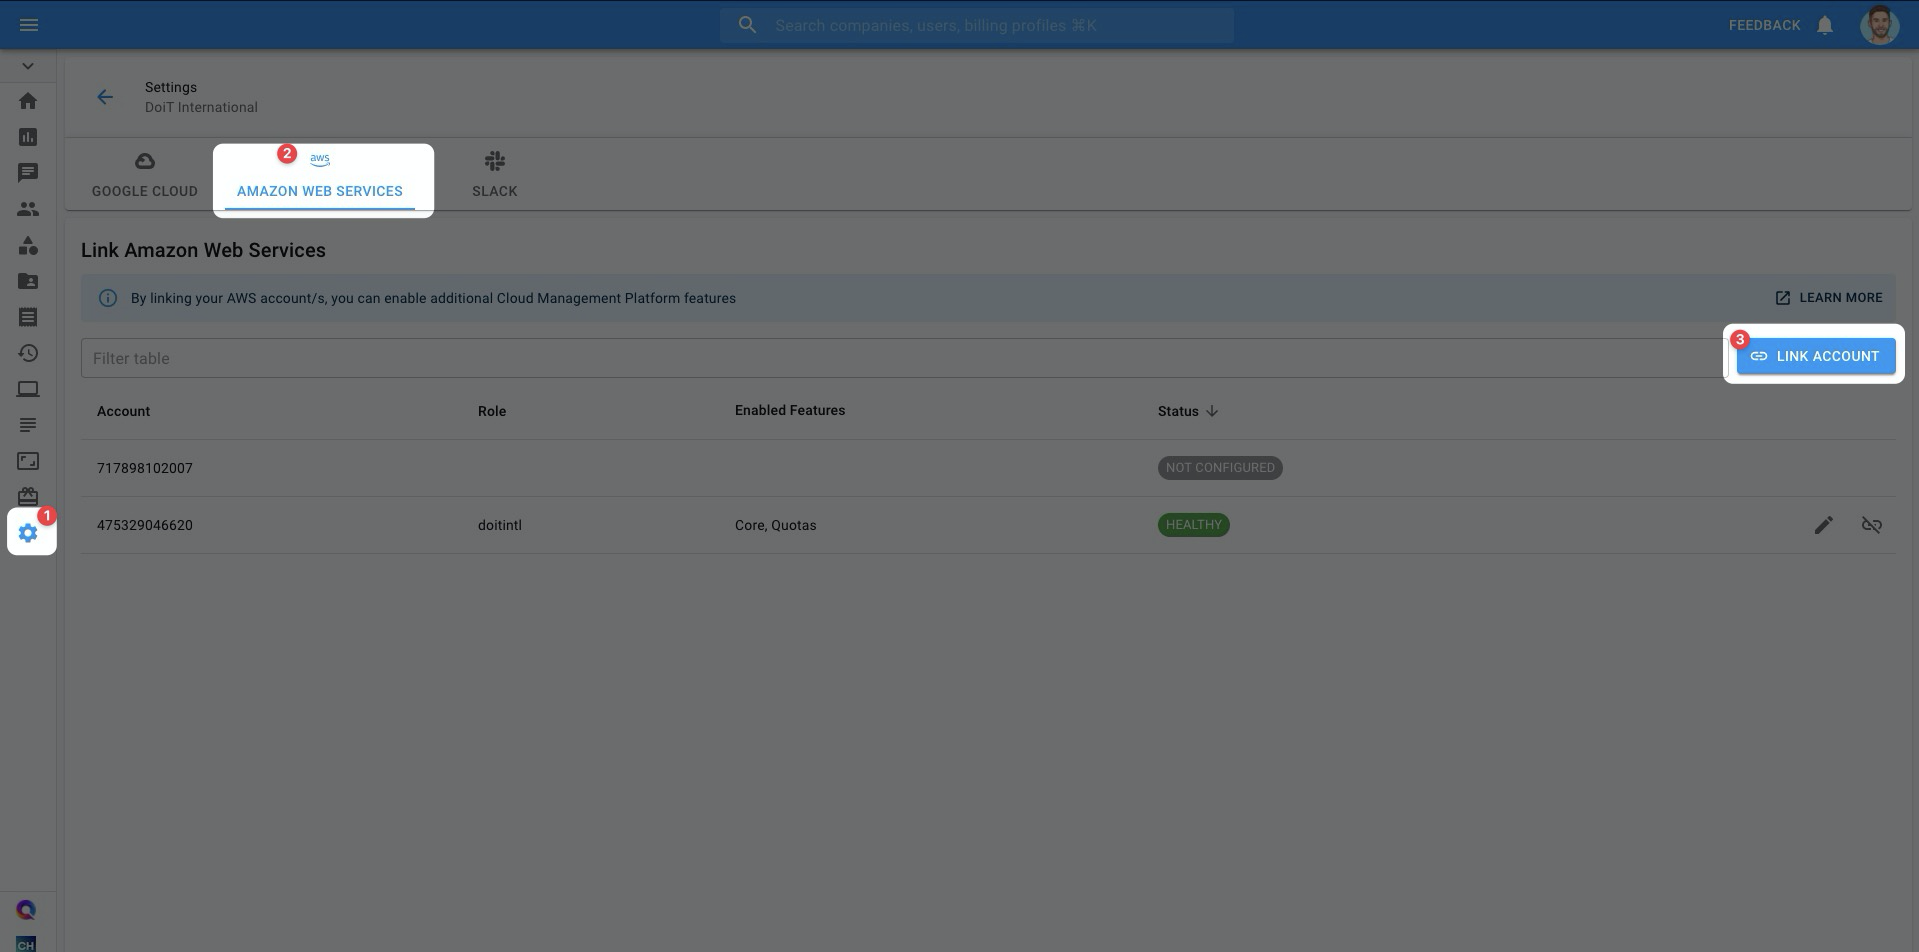 Search companies, users, billing profiles ⌘K
FEEDBACK
Settings
DoiT International
2
aws
GOOGLE CLOUD
AMAZON WEB SERVICES
SLACK
Link Amazon Web Services
By linking your AWS account/s, you can enable additional Cloud Management Platform features
LEARN MORE
Filter table
3
LINK ACCOUNT
Account
Role
Enabled Features
Status
717898102007
NOT CONFIGURED
1
475329046620
doitintl
Core, Quotas
HEALTHY
CH